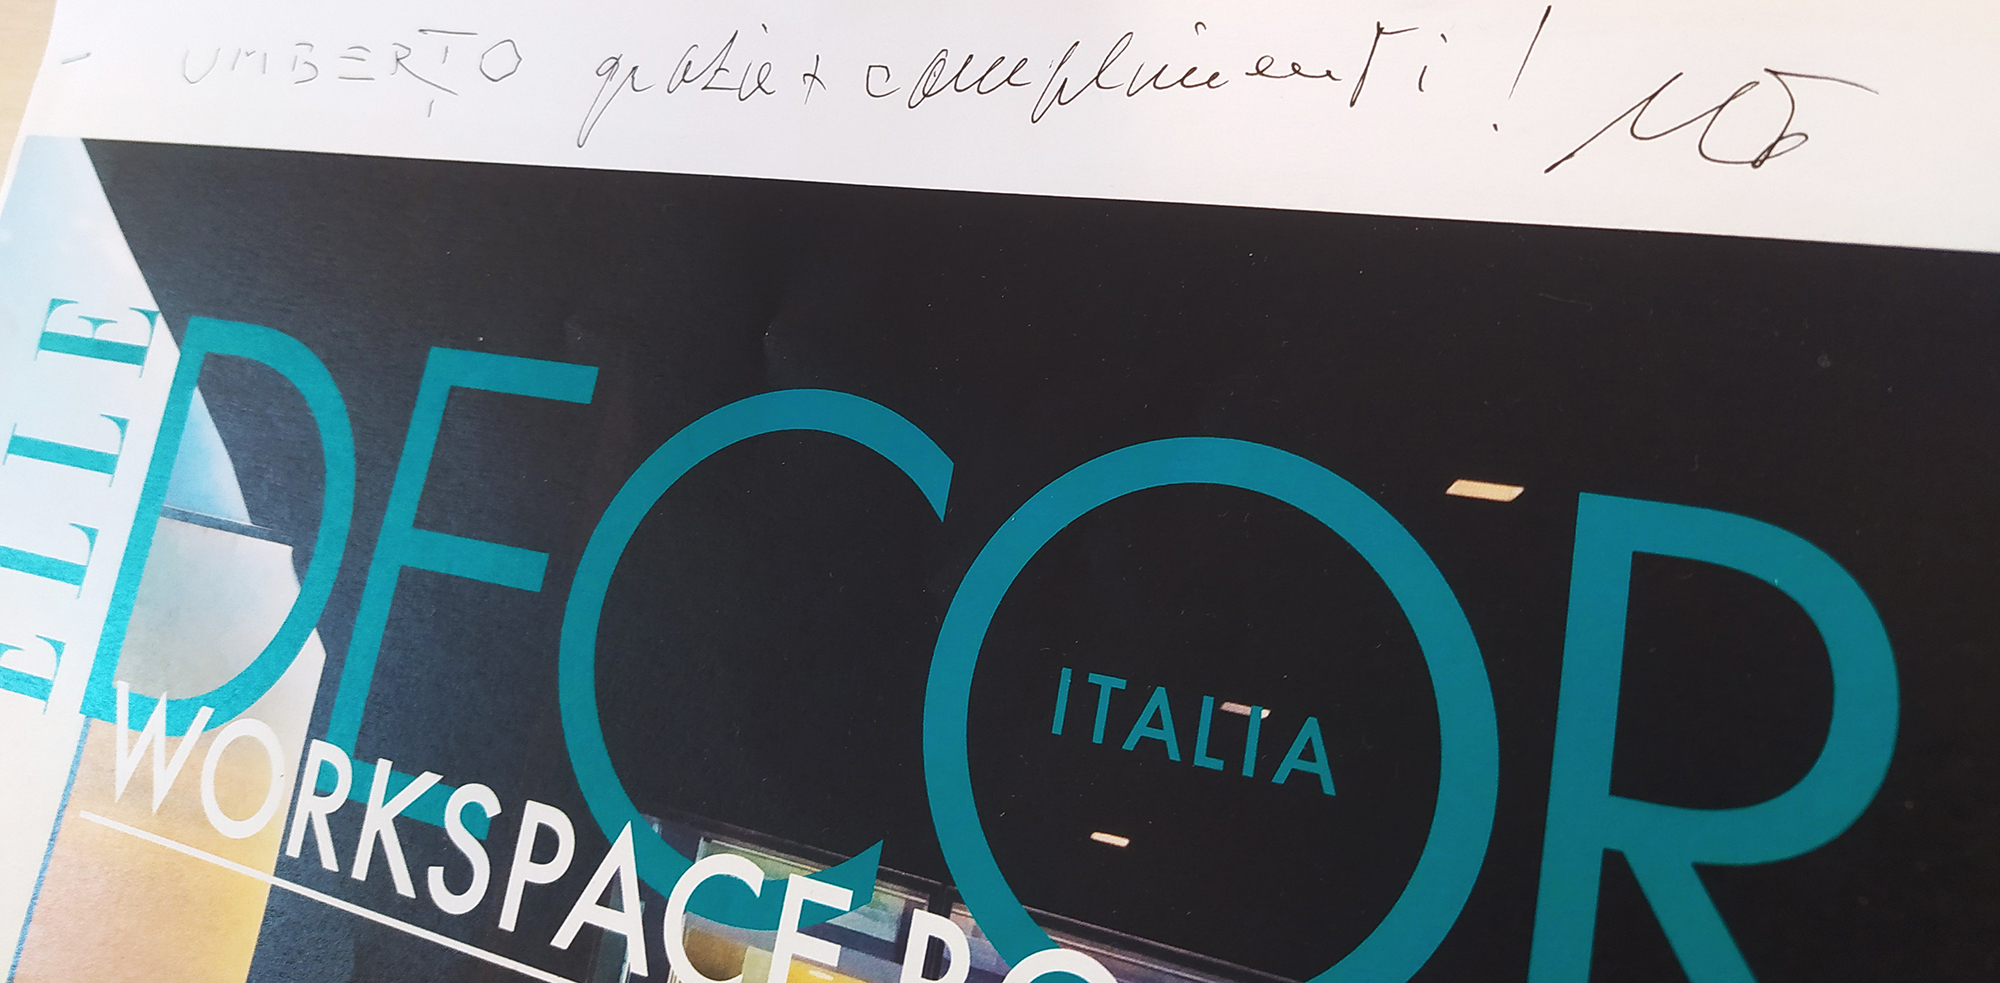 - UMBERTO grazie + complimenti!
ELLE
DECOR
ITALIA
WORKSPACE